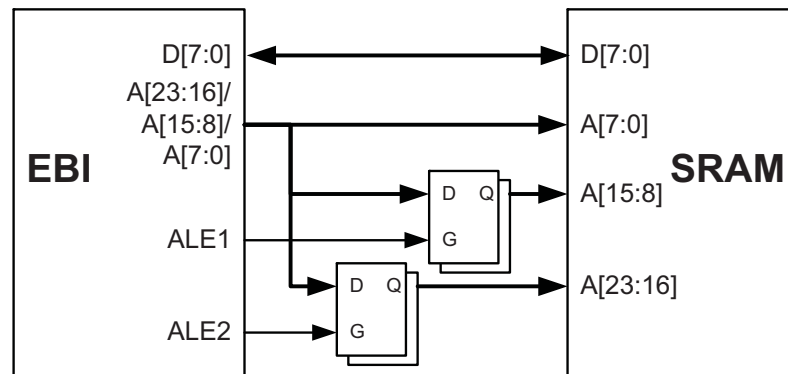 D[7:0] D[7:0]
A[23:16]/
A[15:8]/ A[7:0]
A[7:0]
EBI SRAM
D Q A[15:8]
ALE1 G
D Q A[23:16]
ALE2 G